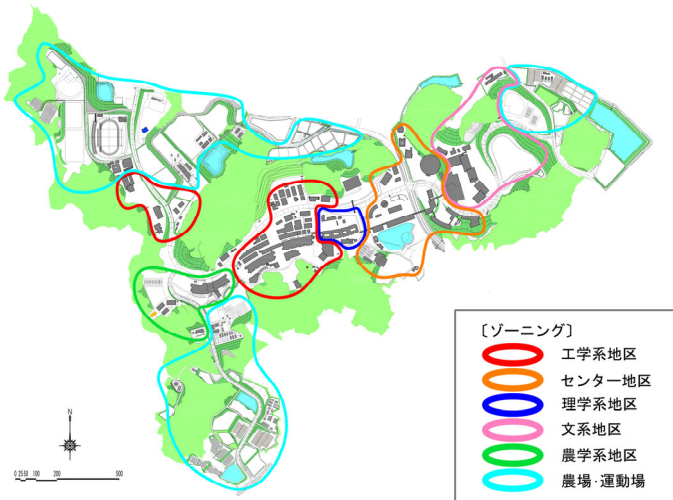 〔ゾーニング〕
工学系地区
センター地区
理学系地区
文系地区
農学系地区
農場・運動場
N
0 25 50 100 200 500